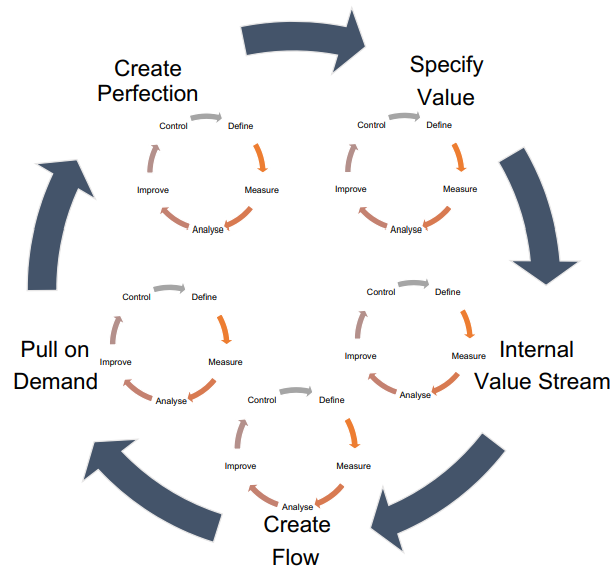 Create
Perfection
Control
Define
Improve
Measure
Analyse
Specify
Value
Control
Define
Improve
Measure
Analyse
Control
Define
Improve
Measure
Analyse
Internal
Value Stream
Control
Define
Improve
Measure
Analyse
Create
Flow
Control
Define
Improve
Measure
Analyse
Pull on
Demand